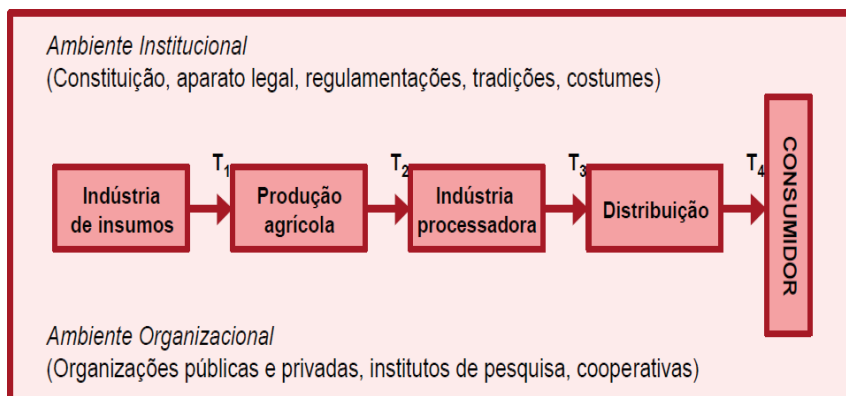 Ambiente Institucional
(Constituição, aparato legal, regulamentações, tradições, costumes)
T1
T2
T3
T4
Indústria
de insumos
Produção
agrícola
Indústria
processadora
Distribuição
CONSUMIDOR
Ambiente Organizacional
(Organizações públicas e privadas, institutos de pesquisa, cooperativas)